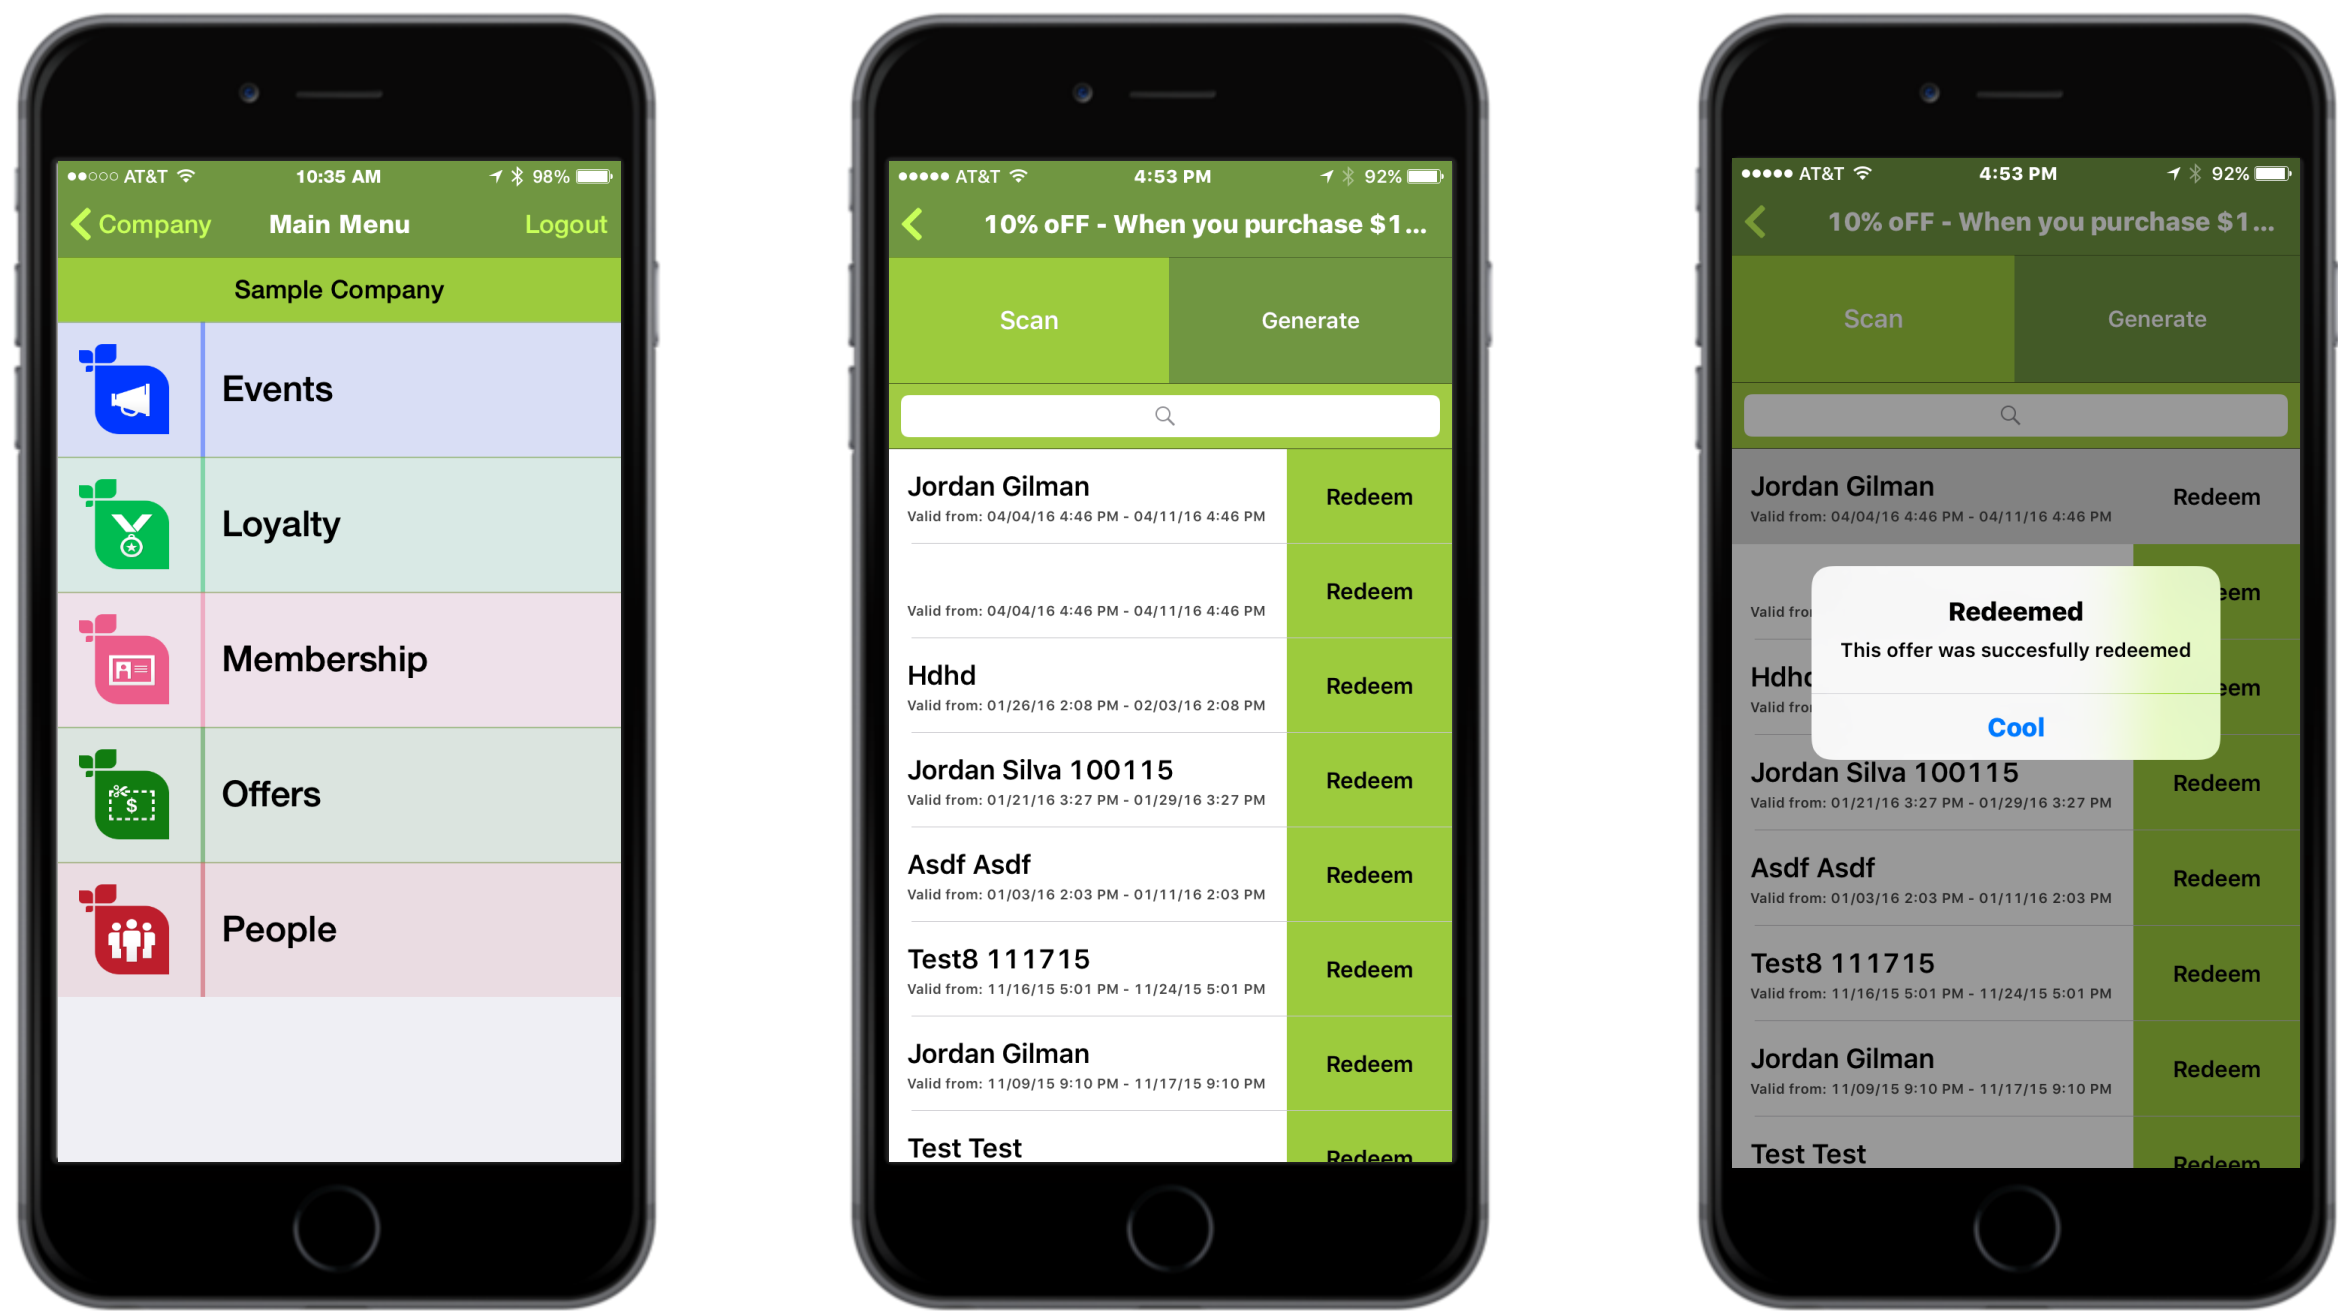 AT&T 10:35 AM 98%
Company Main Menu Logout
Sample Company
Events
Loyalty
Membership
Offers
People
AT&T 4:53 PM 92%
10% oFF - When you purchase $1...
Scan Generate
Jordan Gilman
Valid from: 04/04/16 4:46 PM - 04/11/16 4:46 PM
Redeem
Valid from: 04/04/16 4:46 PM - 04/11/16 4:46 PM
Redeem
Hdhd
Valid from: 01/26/16 2:08 PM - 02/03/16 2:08 PM
Redeem
Jordan Silva 100115
Valid from: 01/21/16 3:27 PM - 01/29/16 3:27 PM
Redeem
Asdf Asdf
Valid from: 01/03/16 2:03 PM - 01/11/16 2:03 PM
Redeem
Test8 111715
Valid from: 11/16/15 5:01 PM - 11/24/15 5:01 PM
Redeem
Jordan Gilman
Valid from: 11/09/15 9:10 PM - 11/17/15 9:10 PM
Redeem
Test Test
Redeem
AT&T 4:53 PM 92%
10% oFF - When you purchase $1...
Scan Generate
Jordan Gilman
Valid from: 04/04/16 4:46 PM - 04/11/16 4:46 PM
Redeem
Valid
Redeemed
This offer was succesfully redeemed
Cool
Valid
Jordan Silva 100115
Valid from: 01/21/16 3:27 PM - 01/29/16 3:27 PM
Redeem
Asdf Asdf
Valid from: 01/03/16 2:03 PM - 01/11/16 2:03 PM
Redeem
Test8 111715
Valid from: 11/16/15 5:01 PM - 11/24/15 5:01 PM
Redeem
Jordan Gilman
Valid from: 11/09/15 9:10 PM - 11/17/15 9:10 PM
Redeem
Test Test
Redeem